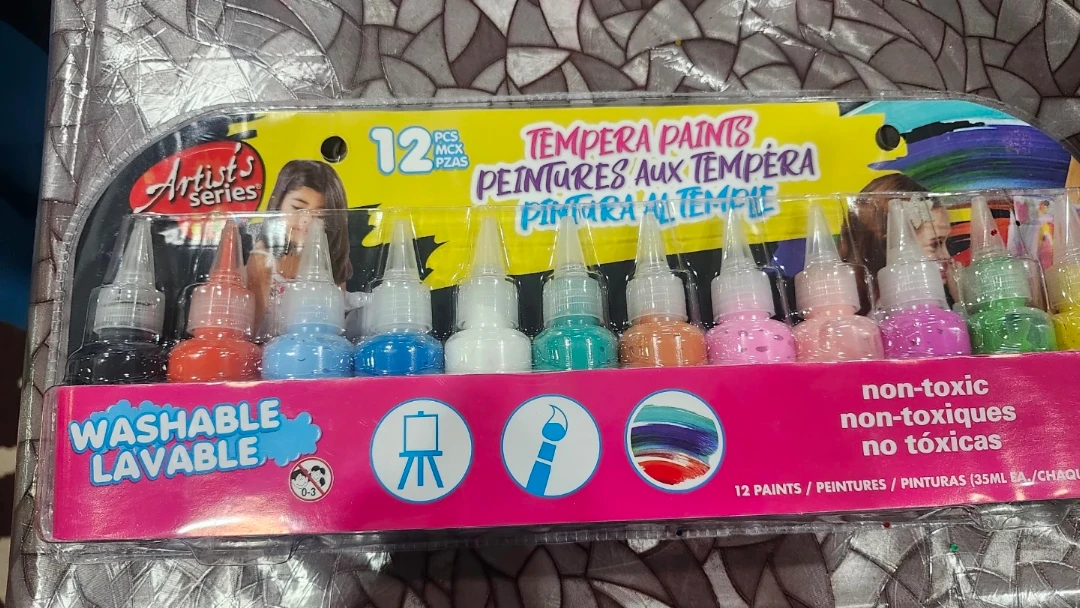 Artist's
series®
12 PCS
MCX
PZAS
TEMPERA PAINTS
PEINTURES AUX TEMPÉRA
PINTURA AL TEMPLE
WASHABLE
LAVABLE
0-3
non-toxic
non-toxiques
no tóxicas
12 PAINTS / PEINTURES / PINTURAS (35ML EA./CHAQU